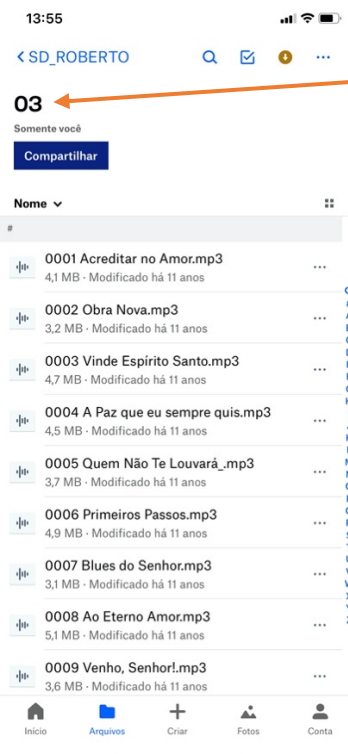 13:55
SD_ROBERTO
03
Somente você
Compartilhar
Nome
#
0001 Acreditar no Amor.mp3
4,1 MB · Modificado há 11 anos
0002 Obra Nova.mp3
3,2 MB · Modificado há 11 anos
0003 Vinde Espírito Santo.mp3
4,7 MB · Modificado há 11 anos
0004 A Paz que eu sempre quis.mp3
4,5 MB · Modificado há 11 anos
0005 Quem Não Te Louvará_.mp3
3,7 MB · Modificado há 11 anos
0006 Primeiros Passos.mp3
4,9 MB · Modificado há 11 anos
0007 Blues do Senhor.mp3
3,1 MB · Modificado há 11 anos
0008 Ao Eterno Amor.mp3
5,1 MB · Modificado há 11 anos
0009 Venho, Senhor!.mp3
3,6 MB · Modificado há 11 anos
Início Arquivos Criar Fotos Conta